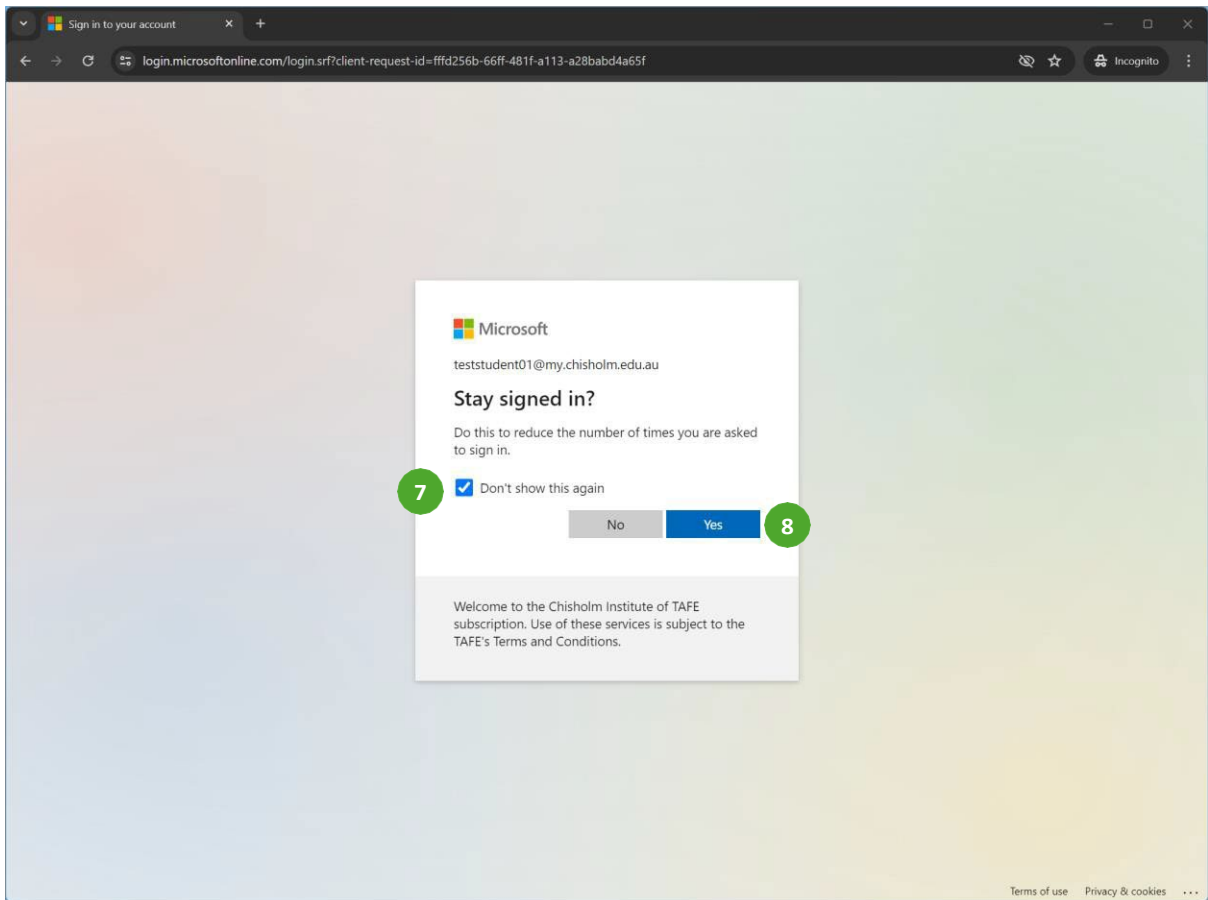 Sign in to your account
login.microsoftonline.com/login.srf?client-request-id=fffd256b-66ff-481f-a113-a28babd4a65f
Incognito
Microsoft
teststudent01@my.chisholm.edu.au
Stay signed in?
Do this to reduce the number of times you are asked
to sign in.
7
Don't show this again
No
Yes
8
Welcome to the Chisholm Institute of TAFE
subscription. Use of these services is subject to the
TAFE's Terms and Conditions.
Terms of use Privacy & cookies ...